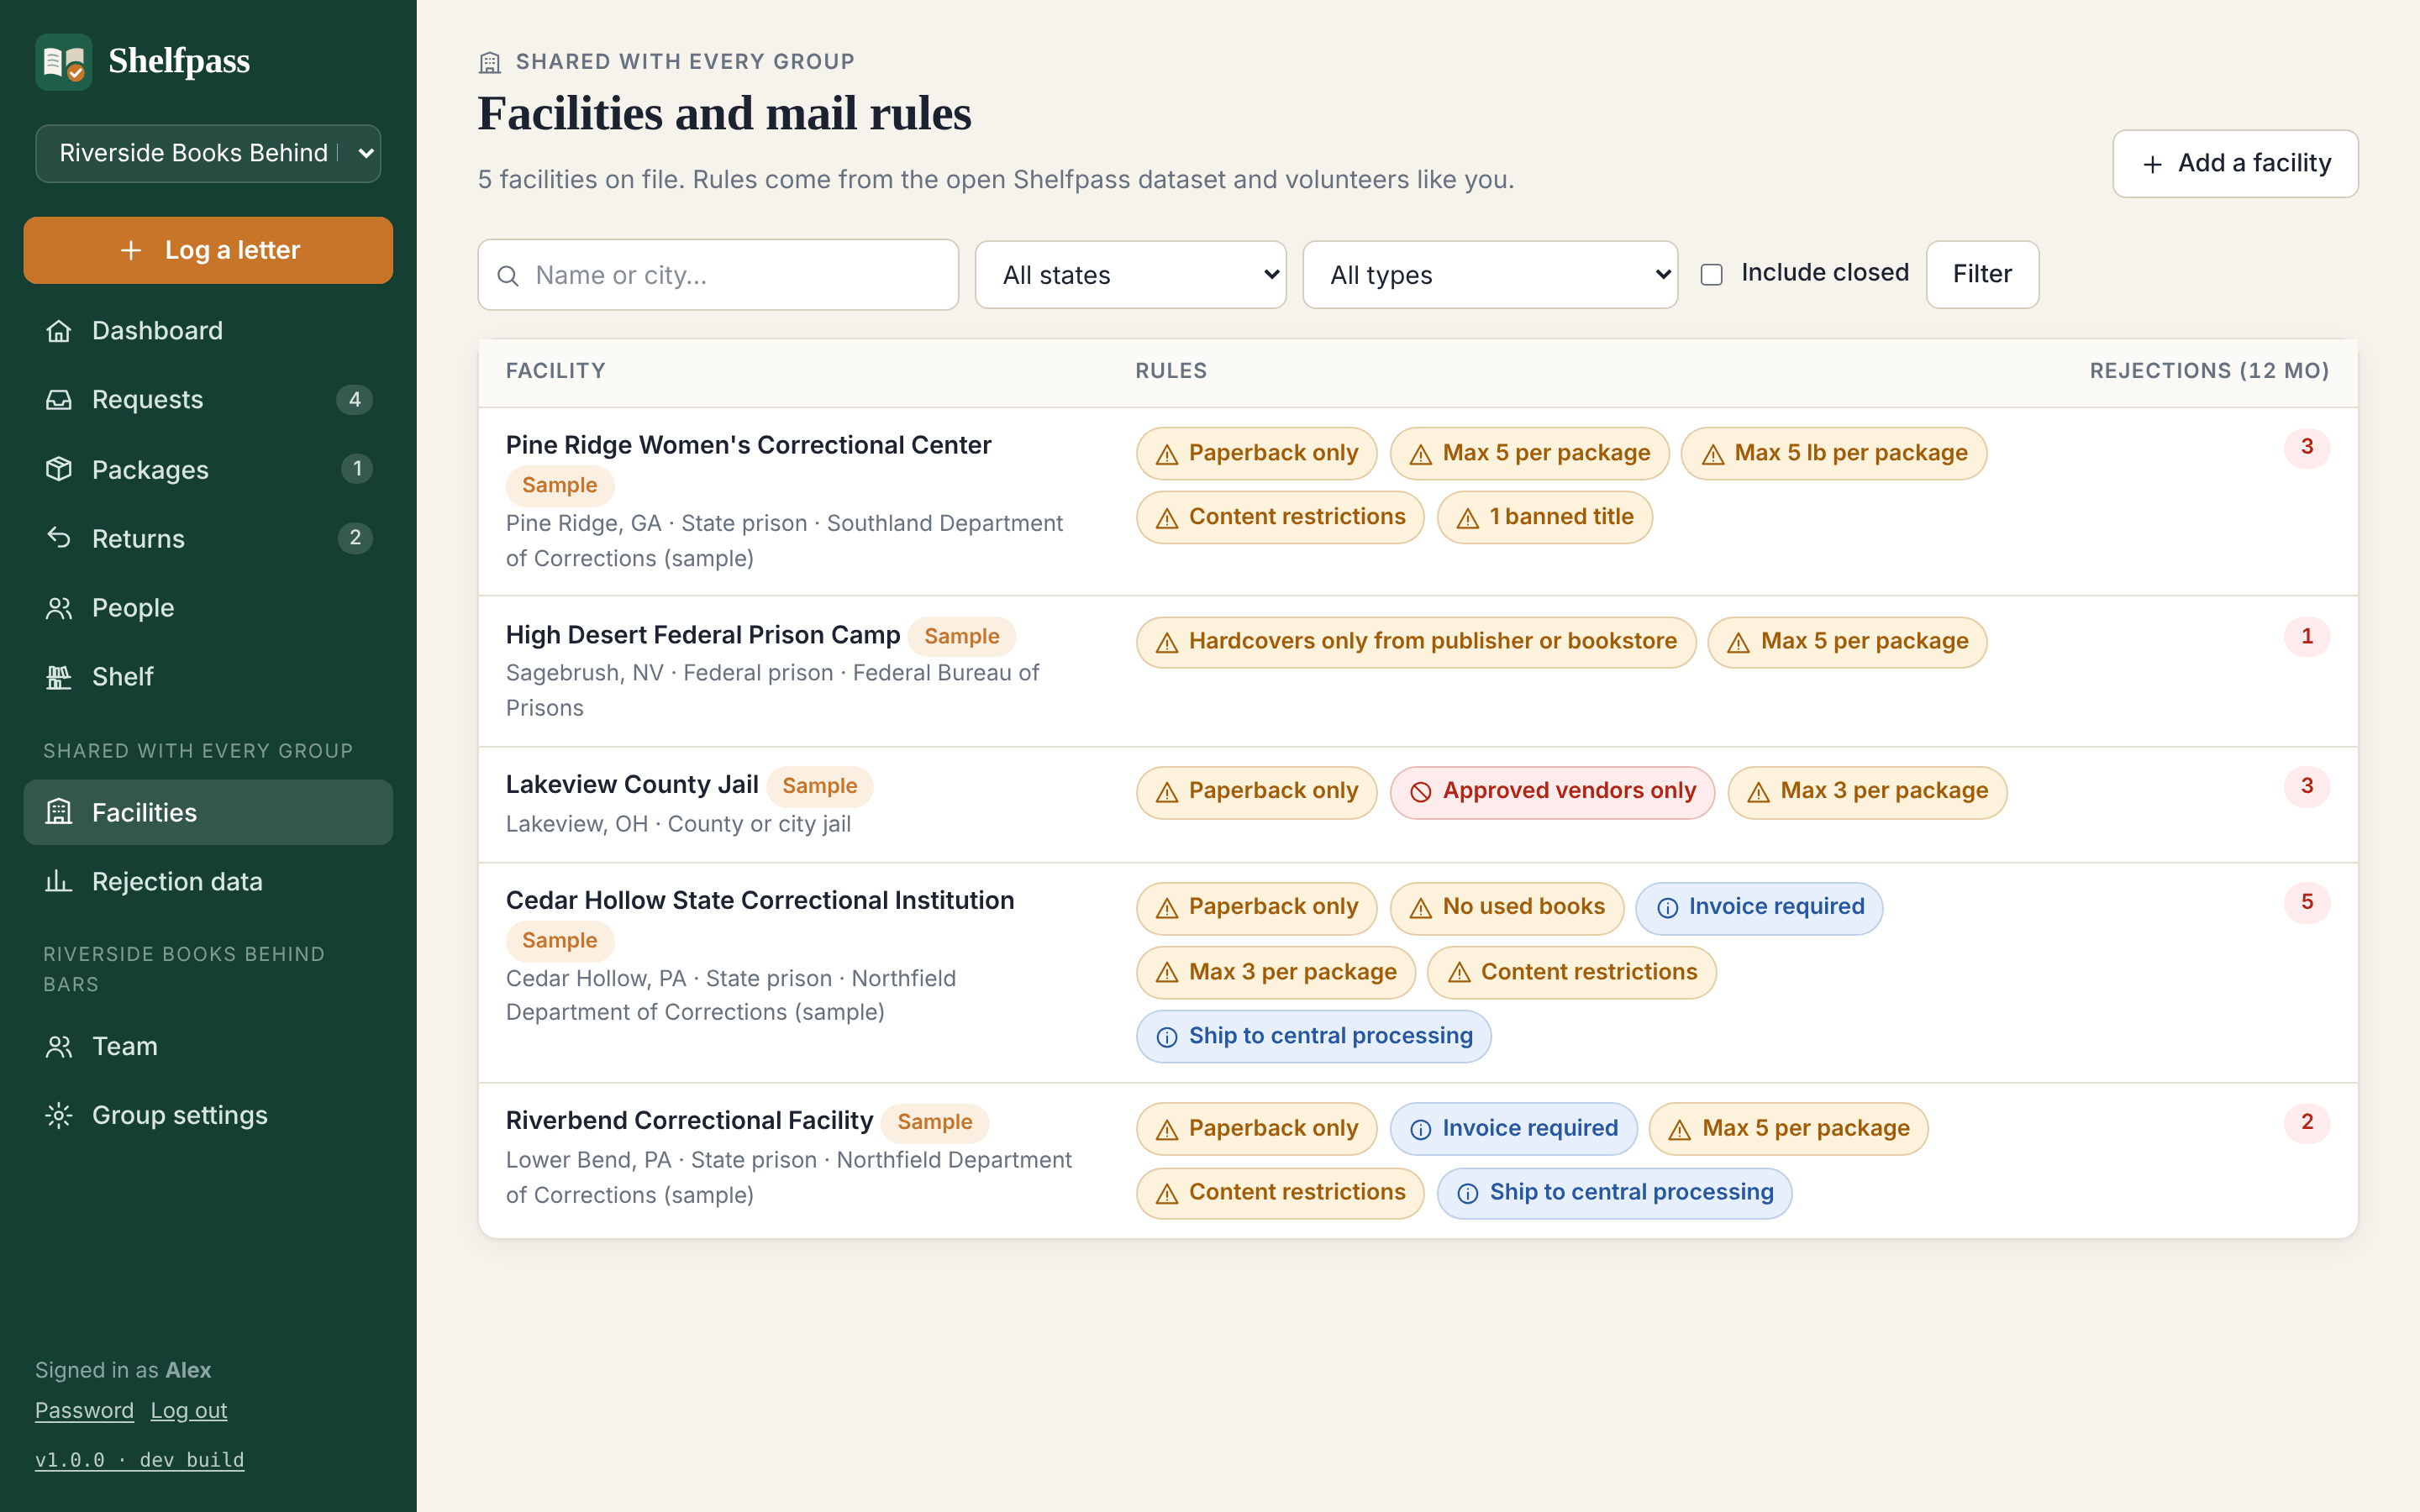 Shelfpass
Riverside Books Behind
Log a letter
Dashboard
Requests 4
Packages 1
Returns 2
People
Shelf
SHARED WITH EVERY GROUP
Facilities
Rejection data
RIVERSIDE BOOKS BEHIND
BARS
Team
Group settings
Signed in as Alex
Password Log out
v1.0.0 · dev build
SHARED WITH EVERY GROUP
Facilities and mail rules
5 facilities on file. Rules come from the open Shelfpass dataset and volunteers like you.
+ Add a facility
Name or city...
All states
All types
Include closed
Filter
FACILITY RULES REJECTIONS (12 MO)
Pine Ridge Women's Correctional Center
Sample
Pine Ridge, GA · State prison · Southland Department
of Corrections (sample)
Paperback only Max 5 per package Max 5 lb per package
Content restrictions 1 banned title
3
High Desert Federal Prison Camp Sample
Sagebrush, NV · Federal prison · Federal Bureau of
Prisons
Hardcovers only from publisher or bookstore Max 5 per package
1
Lakeview County Jail Sample
Lakeview, OH · County or city jail
Paperback only Approved vendors only Max 3 per package
3
Cedar Hollow State Correctional Institution
Sample
Cedar Hollow, PA · State prison · Northfield
Department of Corrections (sample)
Paperback only No used books Invoice required
Max 3 per package Content restrictions
Ship to central processing
5
Riverbend Correctional Facility Sample
Lower Bend, PA · State prison · Northfield Department
of Corrections (sample)
Paperback only Invoice required Max 5 per package
Content restrictions Ship to central processing
2